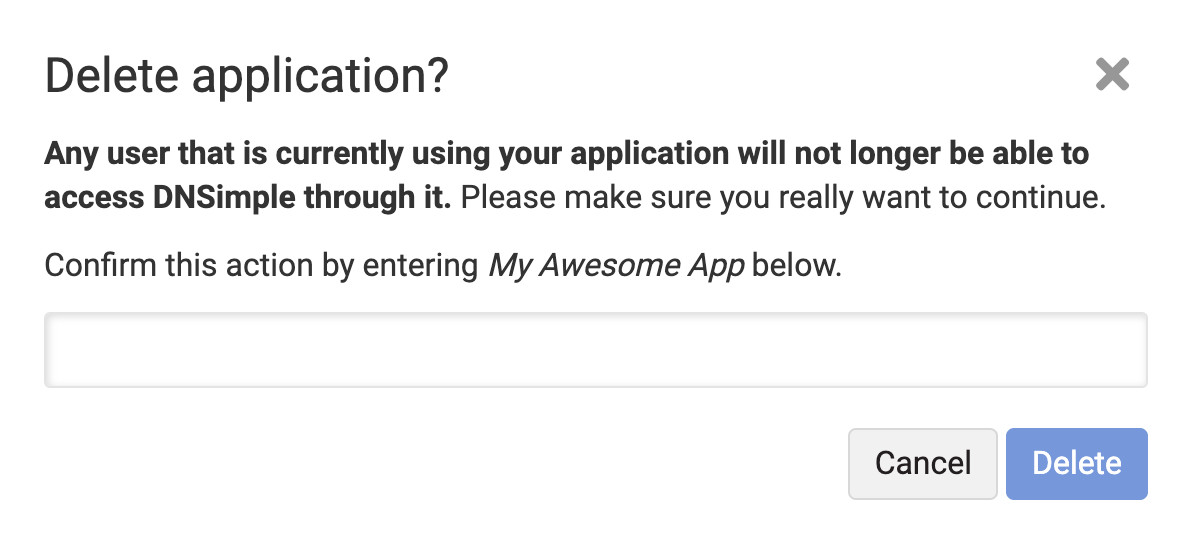 Delete application?
Any user that is currently using your application will not longer be able to
access DNSimple through it. Please make sure you really want to continue.
Confirm this action by entering My Awesome App below.
Cancel
Delete